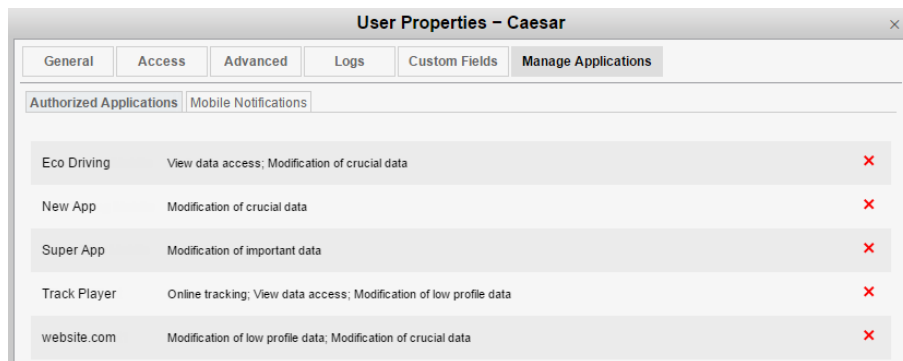 User Properties – Caesar ×
General Access Advanced Logs Custom Fields Manage Applications
Authorized Applications Mobile Notifications
Eco Driving View data access; Modification of crucial data ×
New App Modification of crucial data ×
Super App Modification of important data ×
Track Player Online tracking; View data access; Modification of low profile data ×
website.com Modification of low profile data; Modification of crucial data ×